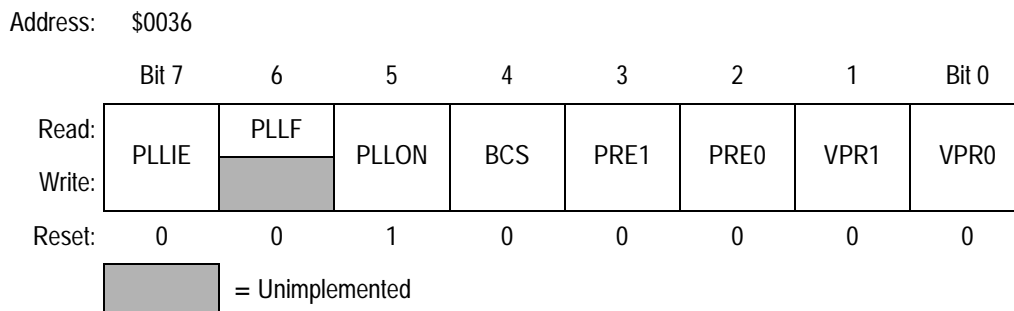 Address: $0036
Bit 7 6 5 4 3 2 1 Bit 0
Read: PLLIE PLLF PLLON BCS PRE1 PRE0 VPR1 VPR0
Write:
Reset: 0 0 1 0 0 0 0 0
= Unimplemented